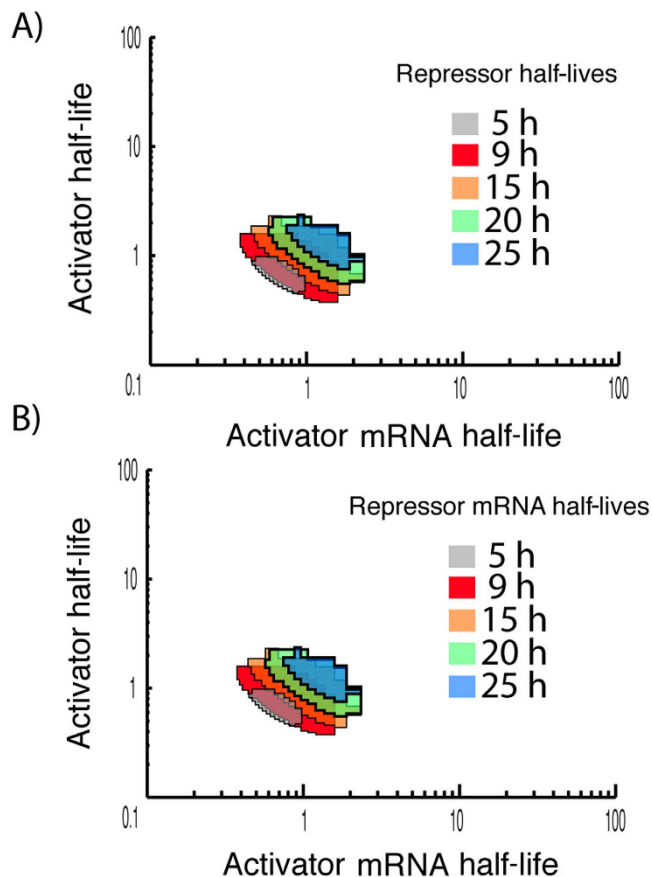 A)
100
Repressor half-lives
5 h
10
9 h
15 h
20 h
1
25 h
Activator half-life
0.1
1
10
100
Activator mRNA half-life
B)
100
Repressor mRNA half-lives
5 h
10
9 h
15 h
20 h
1
25 h
Activator half-life
0.1
1
10
100
Activator mRNA half-life